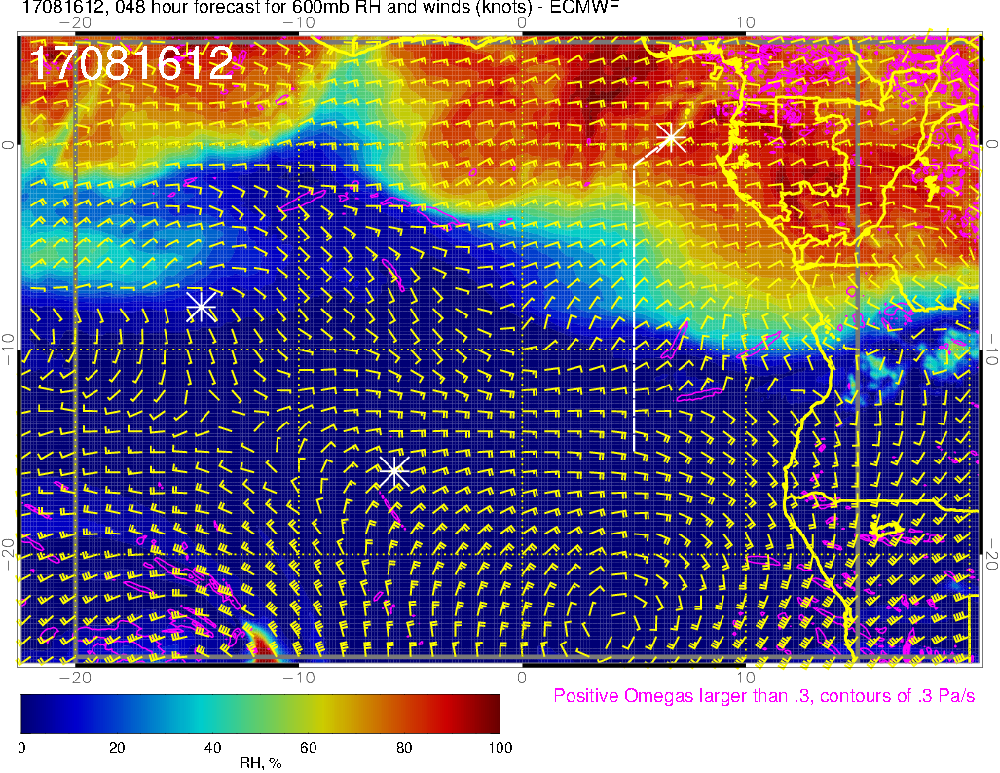 17081612, 048 hour forecast for 600mb RH and winds (knots) - ECMWF
−20 −10 0 10
17081612
0 0
−10 −10
−20 −20
−20 −10 0 10
Positive Omegas larger than .3, contours of .3 Pa/s
0 20 40 60 80 100
RH, %